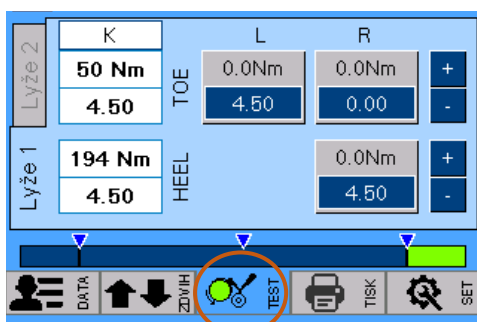 K L R
Lyže 2
50 Nm TOE 0.0Nm 0.0Nm +
4.50 4.50 0.00 -
Lyže 1
194 Nm HEEL 0.0Nm +
4.50 4.50 -
DATA ZDVIH TEST TISK SET